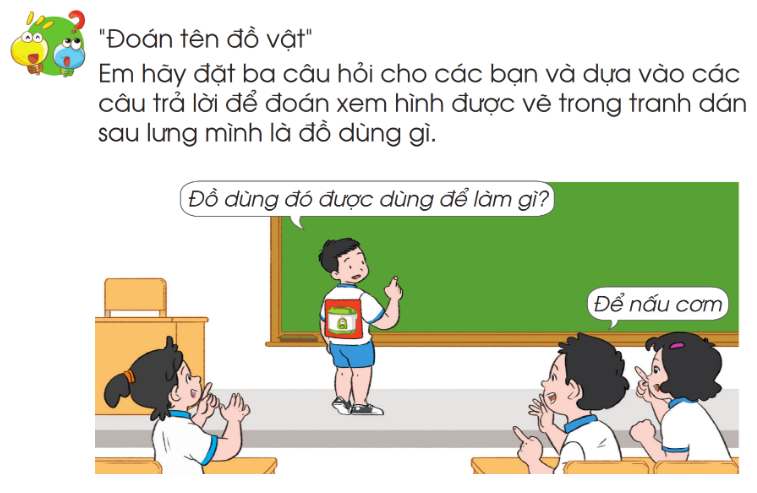 "Đoán tên đồ vật"
Em hãy đặt ba câu hỏi cho các bạn và dựa vào các
câu trả lời để đoán xem hình được vẽ trong tranh dán
sau lưng mình là đồ dùng gì.
Đồ dùng đó được dùng để làm gì?
Để nấu cơm